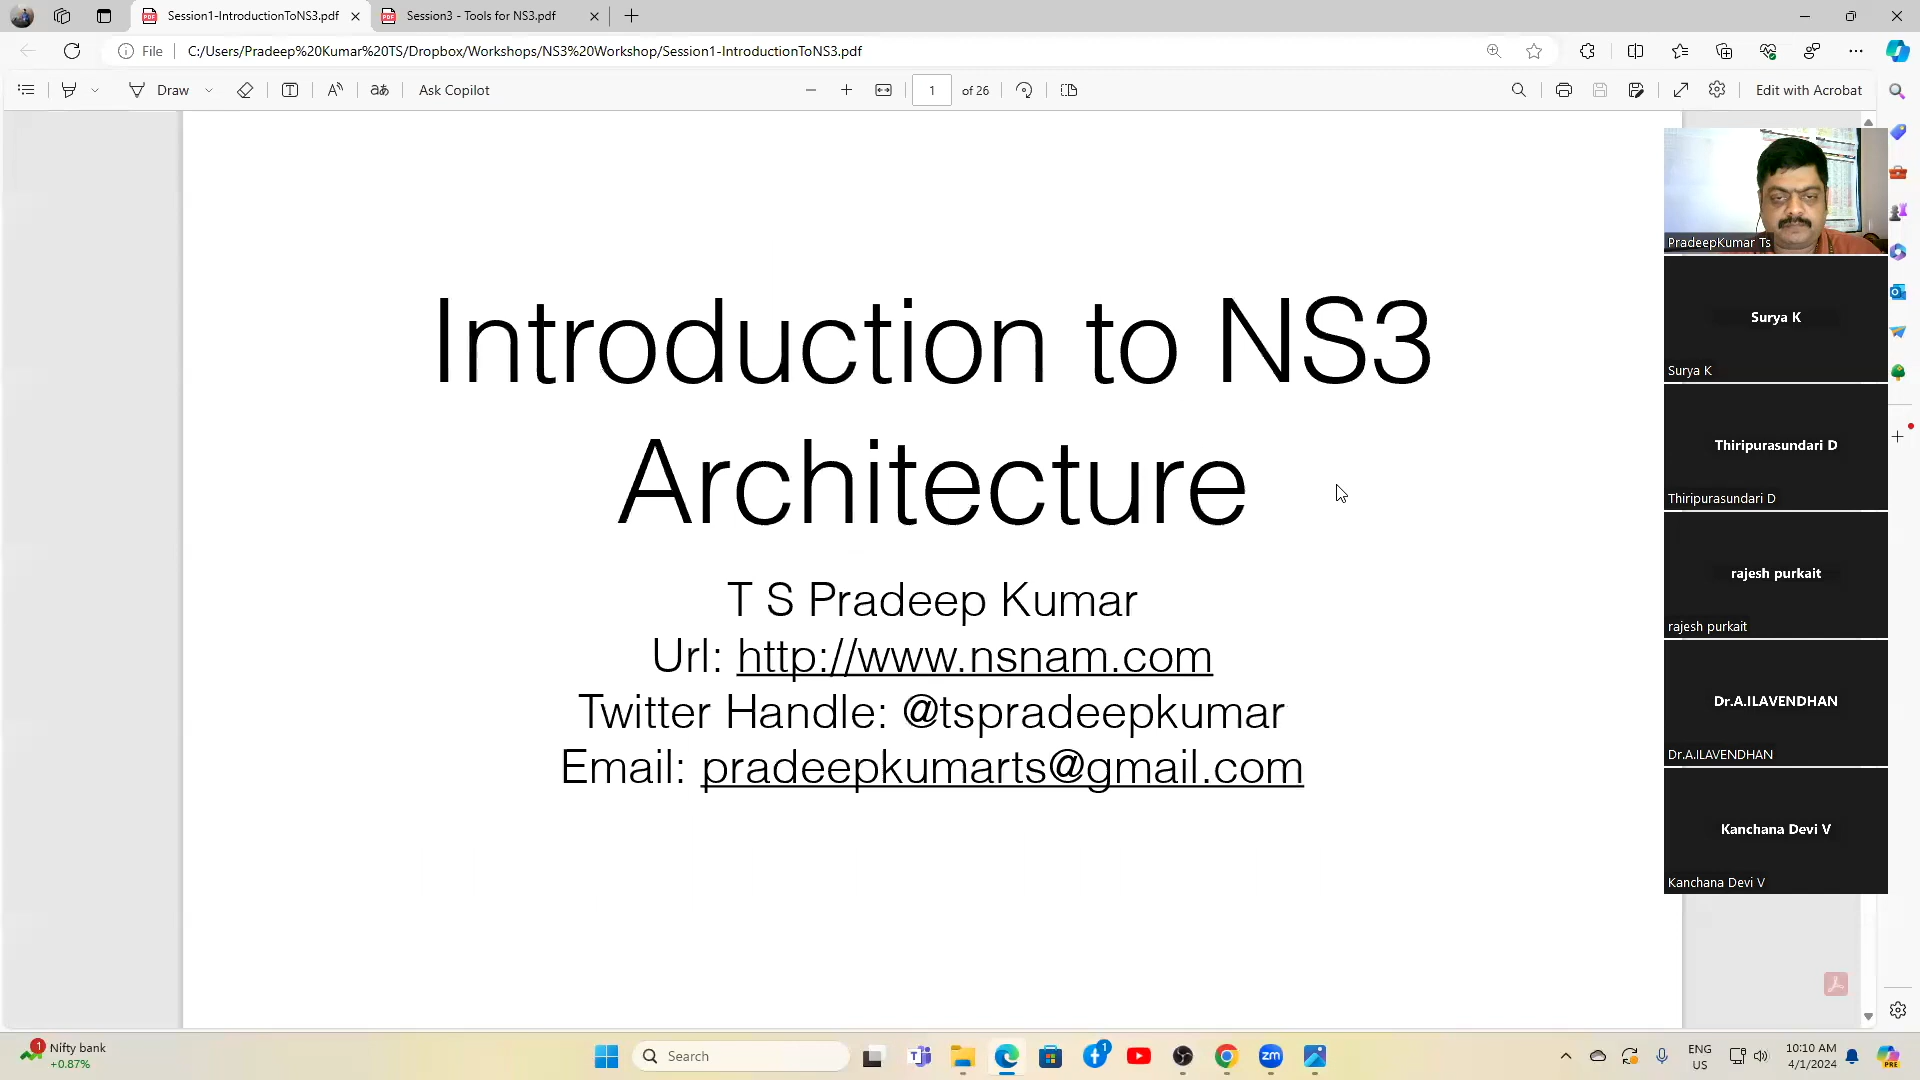 Session1-IntroductionToNS3.pdf
Session3 - Tools for NS3.pdf
File
C:/Users/Pradeep%20Kumar%20TS/Dropbox/Workshops/NS3%20Workshop/Session1-IntroductionToNS3.pdf
Draw
Ask Copilot
1
of 26
Edit with Acrobat
Introduction to NS3
Architecture
T S Pradeep Kumar
Url: http://www.nsnam.com
Twitter Handle: @tspradeepkumar
Email: pradeepkumarts@gmail.com
PradeepKumar Ts
Surya K
Surya K
Thiripurasundari D
Thiripurasundari D
rajesh purkait
rajesh purkait
Dr.A.ILAVENDHAN
Dr.A.ILAVENDHAN
Kanchana Devi V
Kanchana Devi V
1
Nifty bank
+0.87%
Search
1
zm
PRE
ENG
US
10:10 AM
4/1/2024